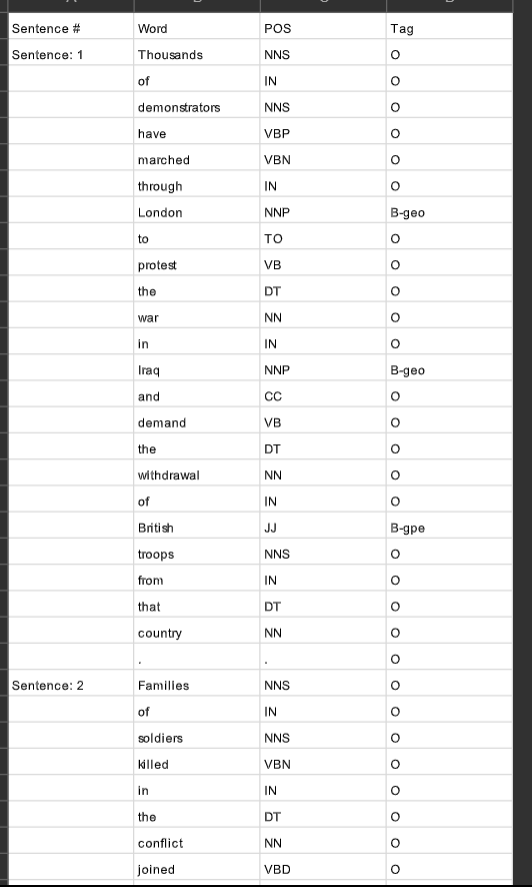 Sentence # Word POS Tag
Sentence: 1 Thousands NNS O
of IN O
demonstrators NNS O
have VBP O
marched VBN O
through IN O
London NNP B-geo
to TO O
protest VB O
the DT O
war NN O
in IN O
Iraq NNP B-geo
and CC O
demand VB O
the DT O
withdrawal NN O
of IN O
British JJ B-gpe
troops NNS O
from IN O
that DT O
country NN O
. . O
Sentence: 2 Families NNS O
of IN O
soldiers NNS O
killed VBN O
in IN O
the DT O
conflict NN O
joined VBD O